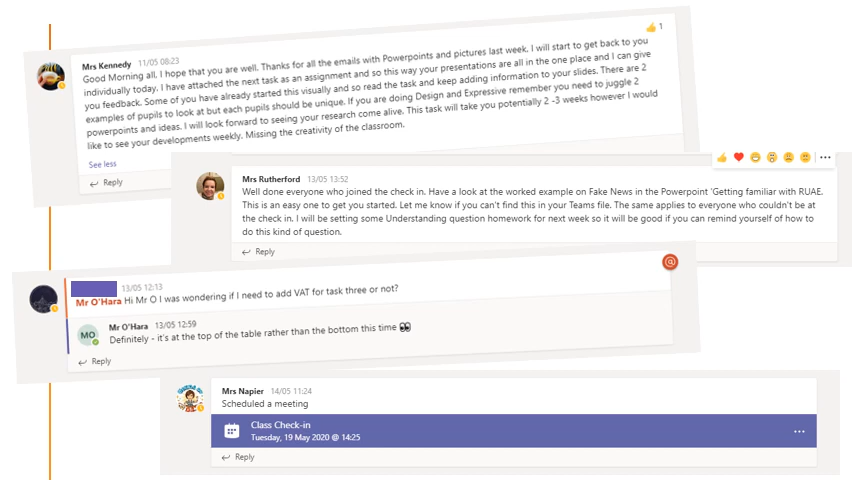 Mrs Kennedy 11/05 08:23
1
Good Morning all, I hope that you are well. Thanks for all the emails with Powerpoints and pictures last week. I will start to get back to you
individually today. I have attached the next task as an assignment and so this way your presentations are all in the one place and I can give
you feedback. Some of you have already started this visually and so read the task and keep adding information to your slides. There are 2
examples of pupils to look at but each pupils should be unique. If you are doing Design and Expressive remember you need to juggle 2
powerpoints and ideas. I will look forward to seeing your research come alive. This task will take you potentially 2 -3 weeks however I would
like to see your developments weekly. Missing the creativity of the classroom.
See less
Reply
Mrs Rutherford 13/05 13:52
Well done everyone who joined the check in. Have a look at the worked example on Fake News in the Powerpoint 'Getting familiar with RUAE.
This is an easy one to get you started. Let me know if you can't find this in your Teams file. The same applies to everyone who couldn't be at
the check in. I will be setting some Understanding question homework for next week so it will be good if you can remind yourself of how to
do this kind of question.
Reply
13/05 12:13
Mr O'Hara Hi Mr O I was wondering if I need to add VAT for task three or not?
MO
Mr O'Hara 13/05 12:59
Definitely - it's at the top of the table rather than the bottom this time 👀
Reply
Mrs Napier 14/05 11:24
Scheduled a meeting
Class Check-in
Tuesday, 19 May 2020 @ 14:25
Reply